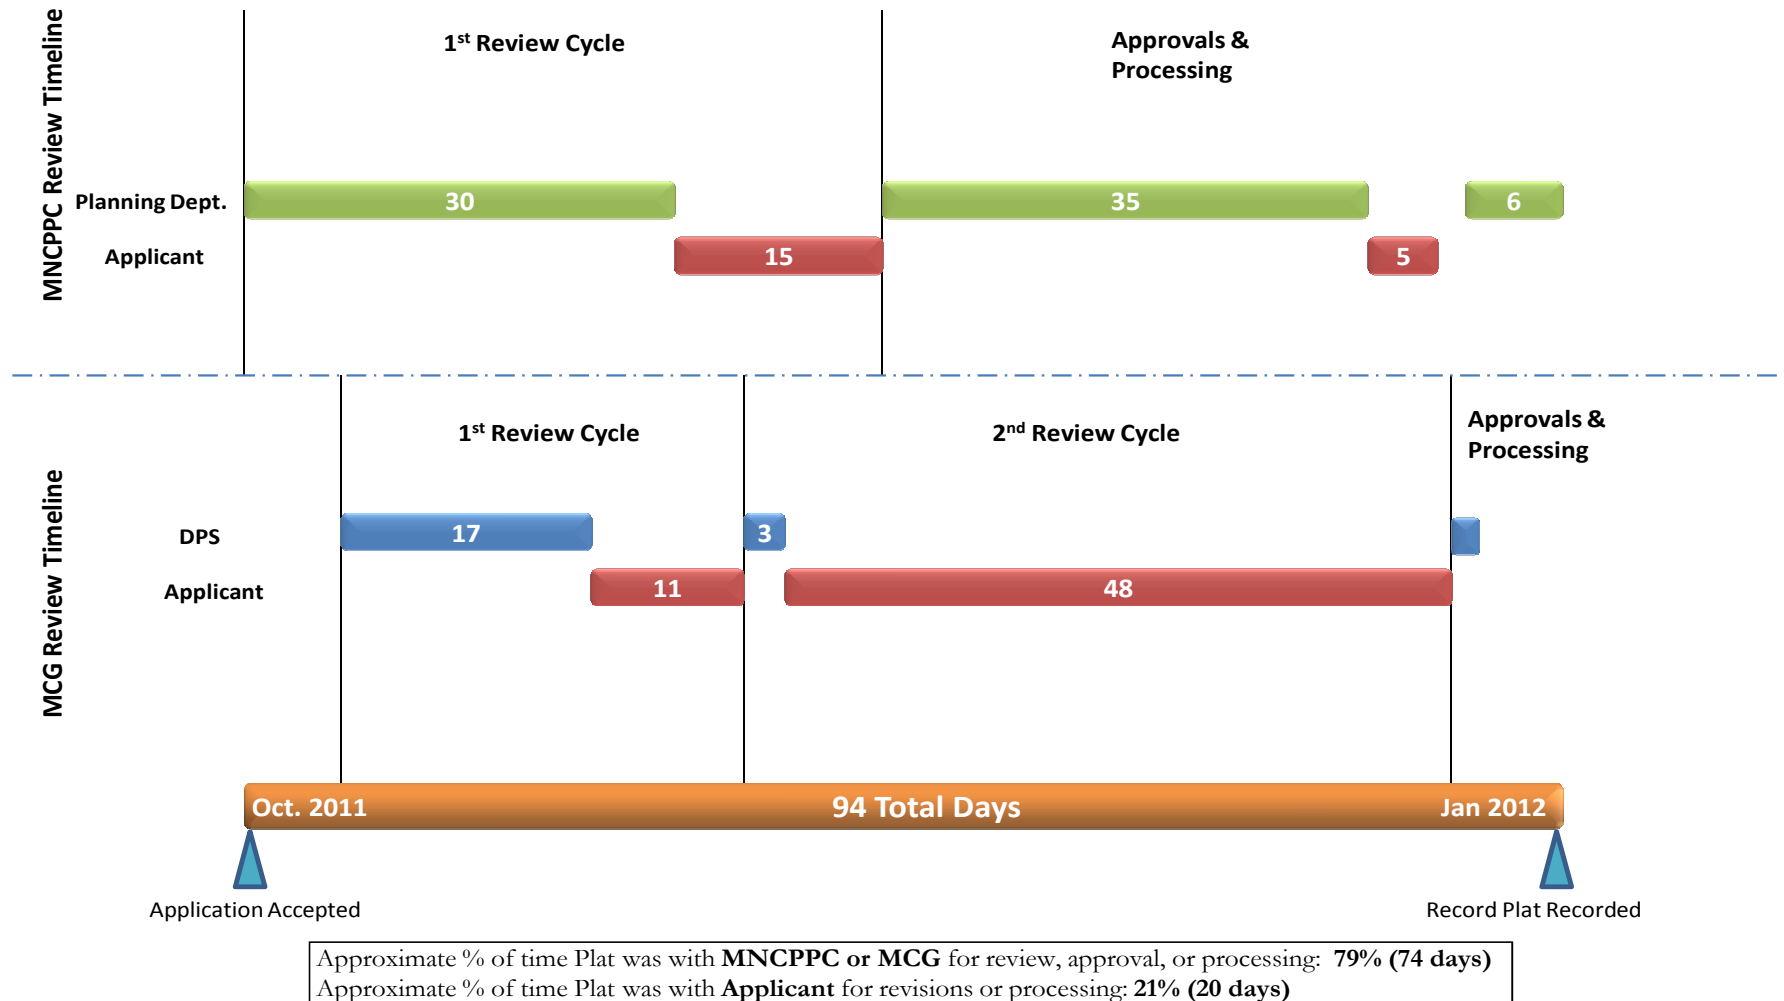 MNCPPC Review Timeline
1st Review Cycle
Approvals &
Processing
Planning Dept.
30
35
6
Applicant
15
5
MCG Review Timeline
1st Review Cycle
2nd Review Cycle
Approvals &
Processing
DPS
17
3
Applicant
11
48
Oct. 2011
94 Total Days
Jan 2012
Application Accepted
Record Plat Recorded
Approximate % of time Plat was with MNCPPC or MCG for review, approval, or processing: 79% (74 days)
Approximate % of time Plat was with Applicant for revisions or processing: 21% (20 days)